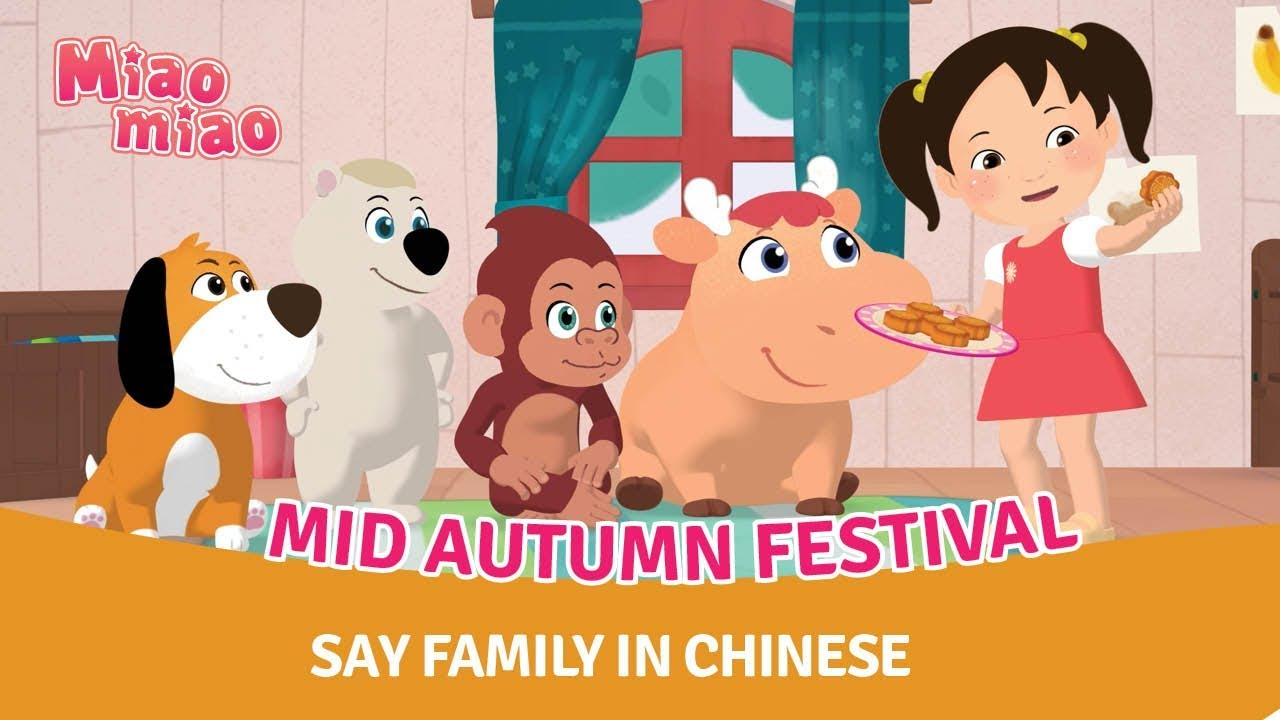 Miao
miao
MID AUTUMN FESTIVAL
SAY FAMILY IN CHINESE